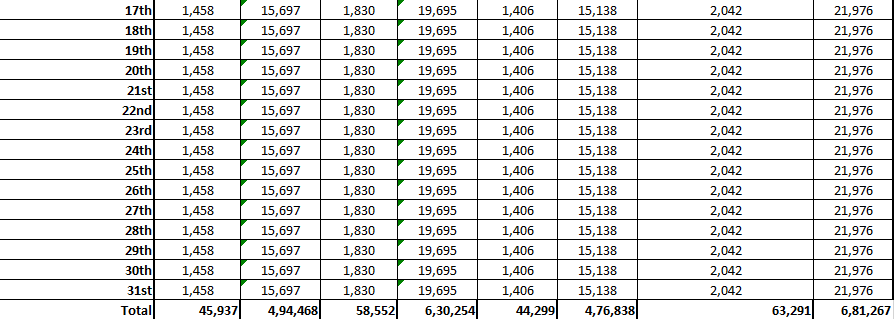 17th 1,458 15,697 1,830 19,695 1,406 15,138 2,042 21,976
18th 1,458 15,697 1,830 19,695 1,406 15,138 2,042 21,976
19th 1,458 15,697 1,830 19,695 1,406 15,138 2,042 21,976
20th 1,458 15,697 1,830 19,695 1,406 15,138 2,042 21,976
21st 1,458 15,697 1,830 19,695 1,406 15,138 2,042 21,976
22nd 1,458 15,697 1,830 19,695 1,406 15,138 2,042 21,976
23rd 1,458 15,697 1,830 19,695 1,406 15,138 2,042 21,976
24th 1,458 15,697 1,830 19,695 1,406 15,138 2,042 21,976
25th 1,458 15,697 1,830 19,695 1,406 15,138 2,042 21,976
26th 1,458 15,697 1,830 19,695 1,406 15,138 2,042 21,976
27th 1,458 15,697 1,830 19,695 1,406 15,138 2,042 21,976
28th 1,458 15,697 1,830 19,695 1,406 15,138 2,042 21,976
29th 1,458 15,697 1,830 19,695 1,406 15,138 2,042 21,976
30th 1,458 15,697 1,830 19,695 1,406 15,138 2,042 21,976
31st 1,458 15,697 1,830 19,695 1,406 15,138 2,042 21,976
Total 45,937 4,94,468 58,552 6,30,254 44,299 4,76,838 63,291 6,81,267